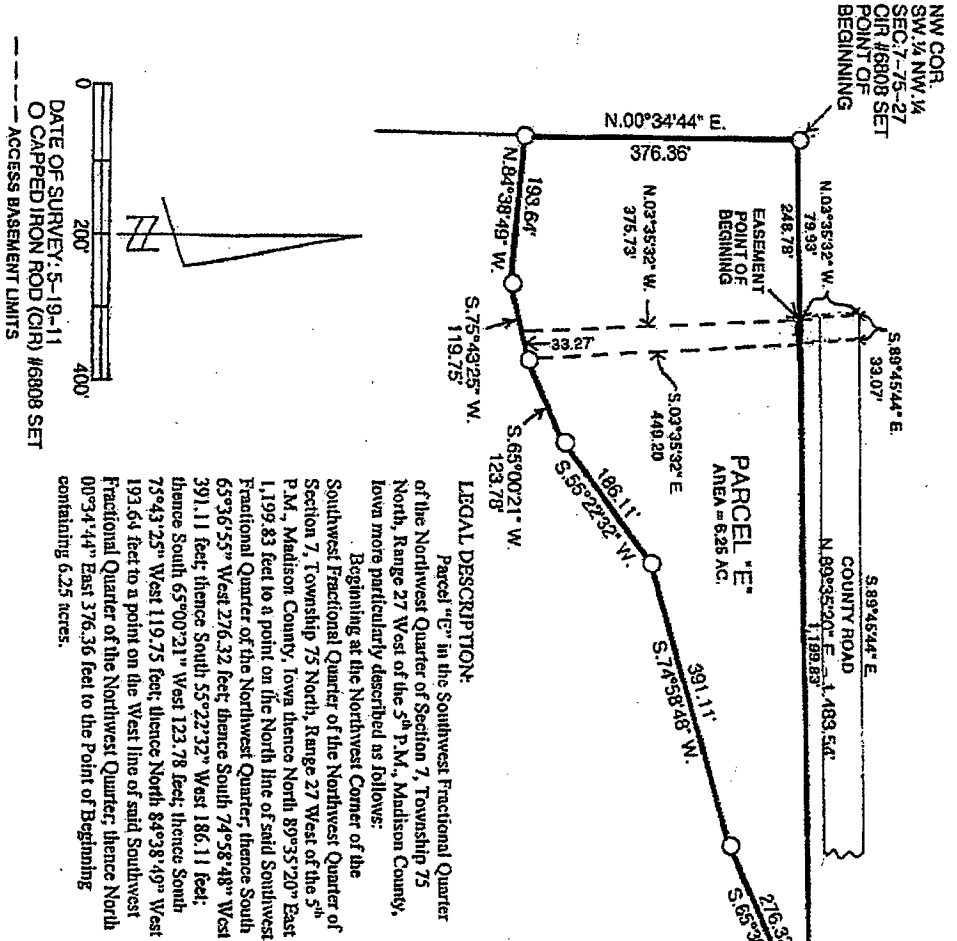 NW COR.
SW.¼ NW.¼
SEC.7-75-27
CIR #6808 SET
POINT OF
BEGINNING
N.00°34'44" E.
376.36'
N.03°35'32" W.
79.93'
248.78'
EASEMENT
POINT OF
BEGINING
S.89°45'44" E.
33.07'
S.89°45'44" E
COUNTY ROAD
N.89°35'20" E. 1,483.54'
1,199.83'
N.03°35'32" W.
375.73'
S.03°35'32" E
449.20
PARCEL "E"
AREA = 6.25 AC.
193.64'
N.84°38'49" W.
33.27'
S.75°43'25" W.
119.75'
S.65°00'21" W.
123.78'
186.11'
S.55°22'32" W.
391.11'
S.74°58'48" W.
276.3
S.65°3
N
0
200'
400'
DATE OF SURVEY: 5-19-11
O CAPPED IRON ROD (CIR) #6808 SET
— — — ACCESS BASEMENT LIMITS
LEGAL DESCRIPTION:
Parcel "E" in the Southwest Fractional Quarter
of the Northwest Quarter of Section 7, Township 75
North, Range 27 West of the 5th P.M., Madison County,
Iowa more particularly described as follows:
Beginning at the Northwest Corner of the
Southwest Fractional Quarter of the Northwest Quarter of
Section 7, Township 75 North, Range 27 West of the 5th
P.M., Madison County, Iowa thence North 89°35'20" East
1,199.83 feet to a point on the North line of said Southwest
Fractional Quarter of the Northwest Quarter; thence South
65°36'55" West 276.32 feet; thence South 74°58'48" West
391.11 feet; thence South 55°22'32" West 186.11 feet;
thence South 65°00'21" West 123.78 feet; thence South
75°43'25" West 119.75 feet; thence North 84°38'49" West
193.64 feet to a point on the West line of said Southwest
Fractional Quarter of the Northwest Quarter; thence North
00°34'44" East 376.36 feet to the Point of Beginning
containing 6.25 acres.